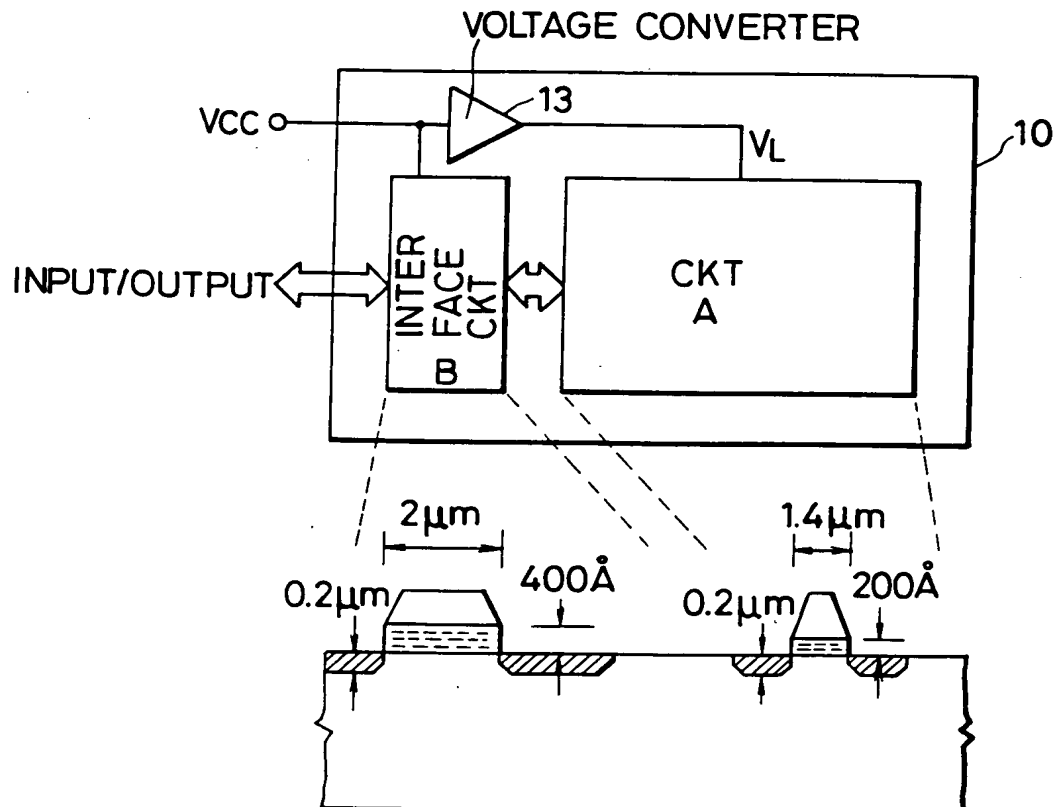 VOLTAGE CONVERTER
13
VCC
VL
10
INPUT/OUTPUT
INTER
FACE
CKT
B
CKT
A
2μm
1.4μm
400Å
200Å
0.2μm
0.2μm